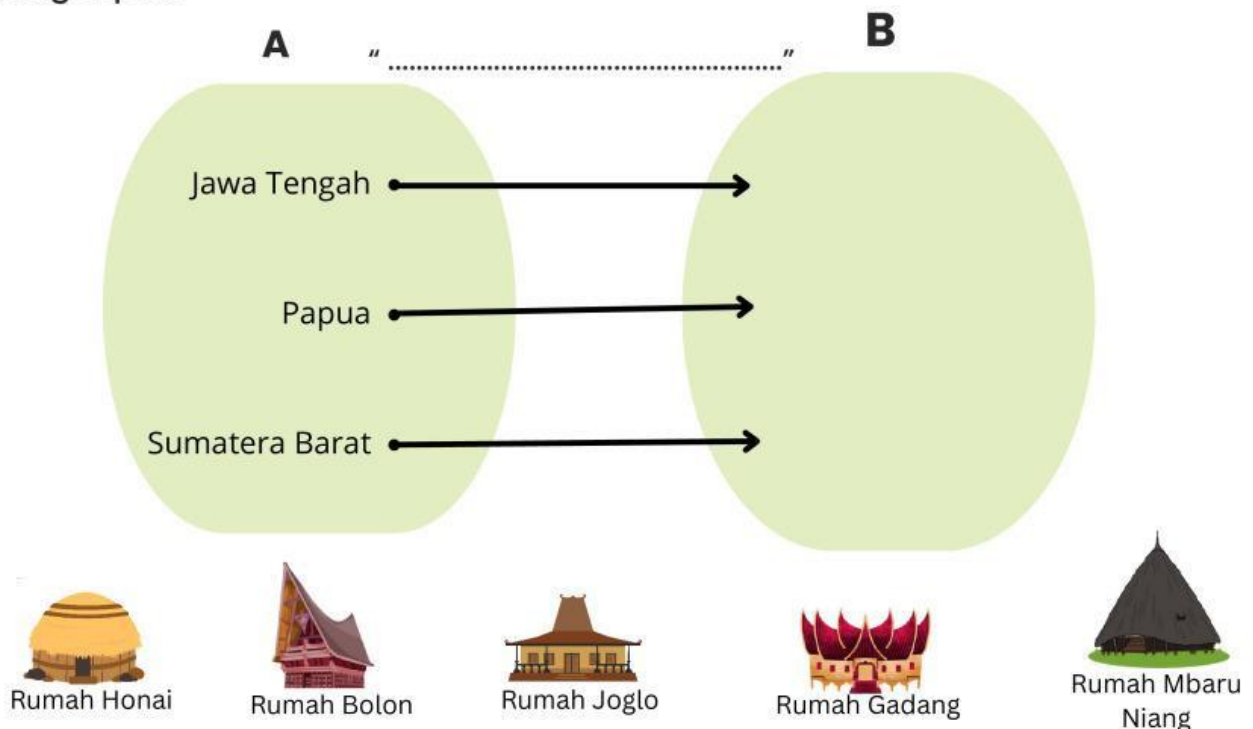 A
B
“ ............................................................ ”
Jawa Tengah
Papua
Sumatera Barat
Rumah Honai
Rumah Bolon
Rumah Joglo
Rumah Gadang
Rumah Mbaru
Niang